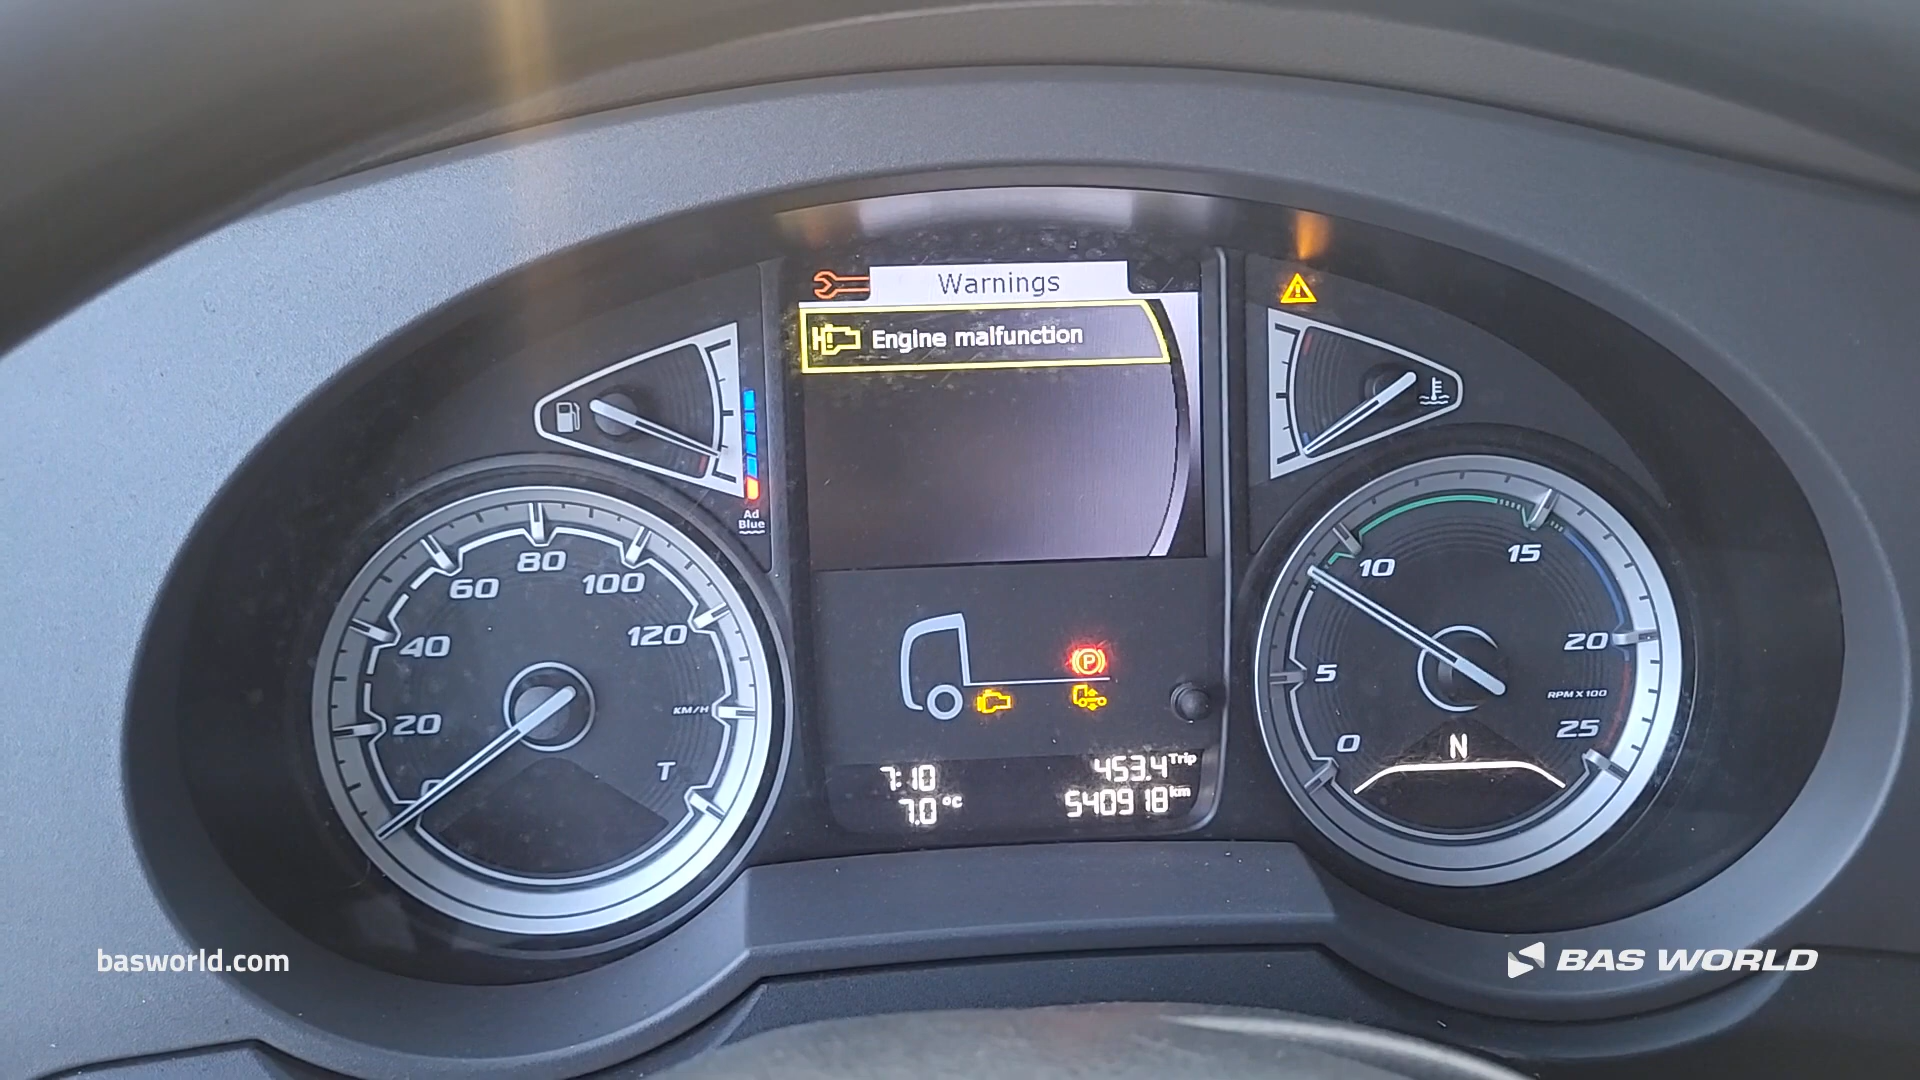 Warnings
Engine malfunction
Ad
Blue
0
20
40
60
80
100
120
KM/H
T
P
7:10
7.0 °C
453.4 Trip
540918 km
0
5
10
15
20
25
RPM X 100
N
basworld.com
BAS WORLD